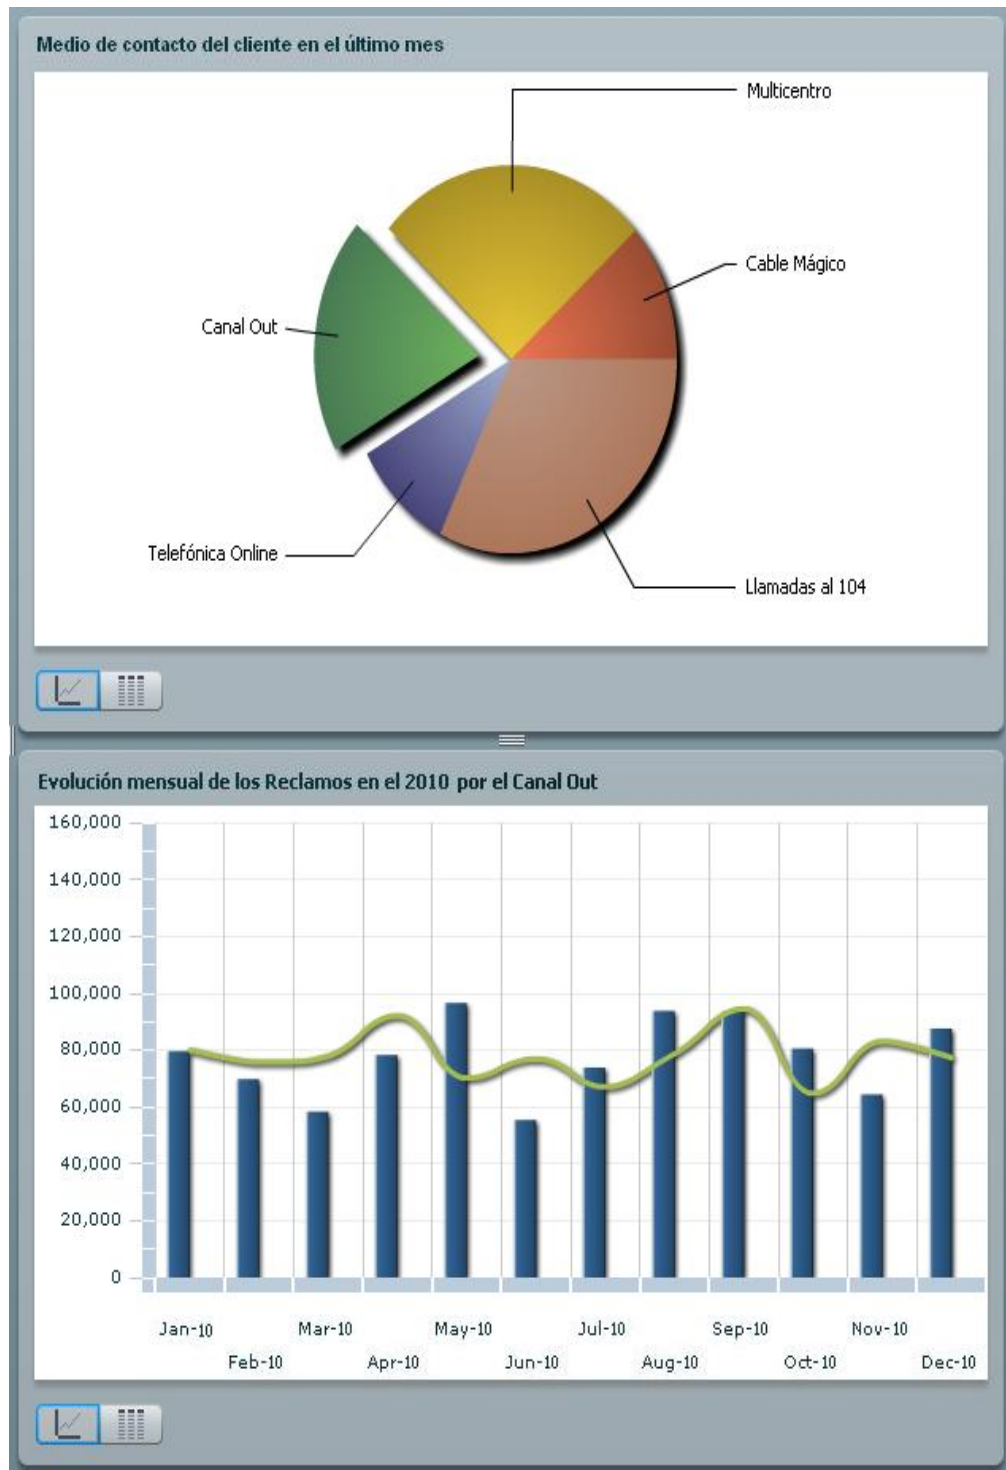 Medio de contacto del cliente en el último mes
Multicentro
Cable Mágico
Canal Out
Telefónica Online
Llamadas al 104
Evolución mensual de los Reclamos en el 2010 por el Canal Out
160,000
140,000
120,000
100,000
80,000
60,000
40,000
20,000
0
Jan-10 Mar-10 May-10 Jul-10 Sep-10 Nov-10
Feb-10 Apr-10 Jun-10 Aug-10 Oct-10 Dec-10